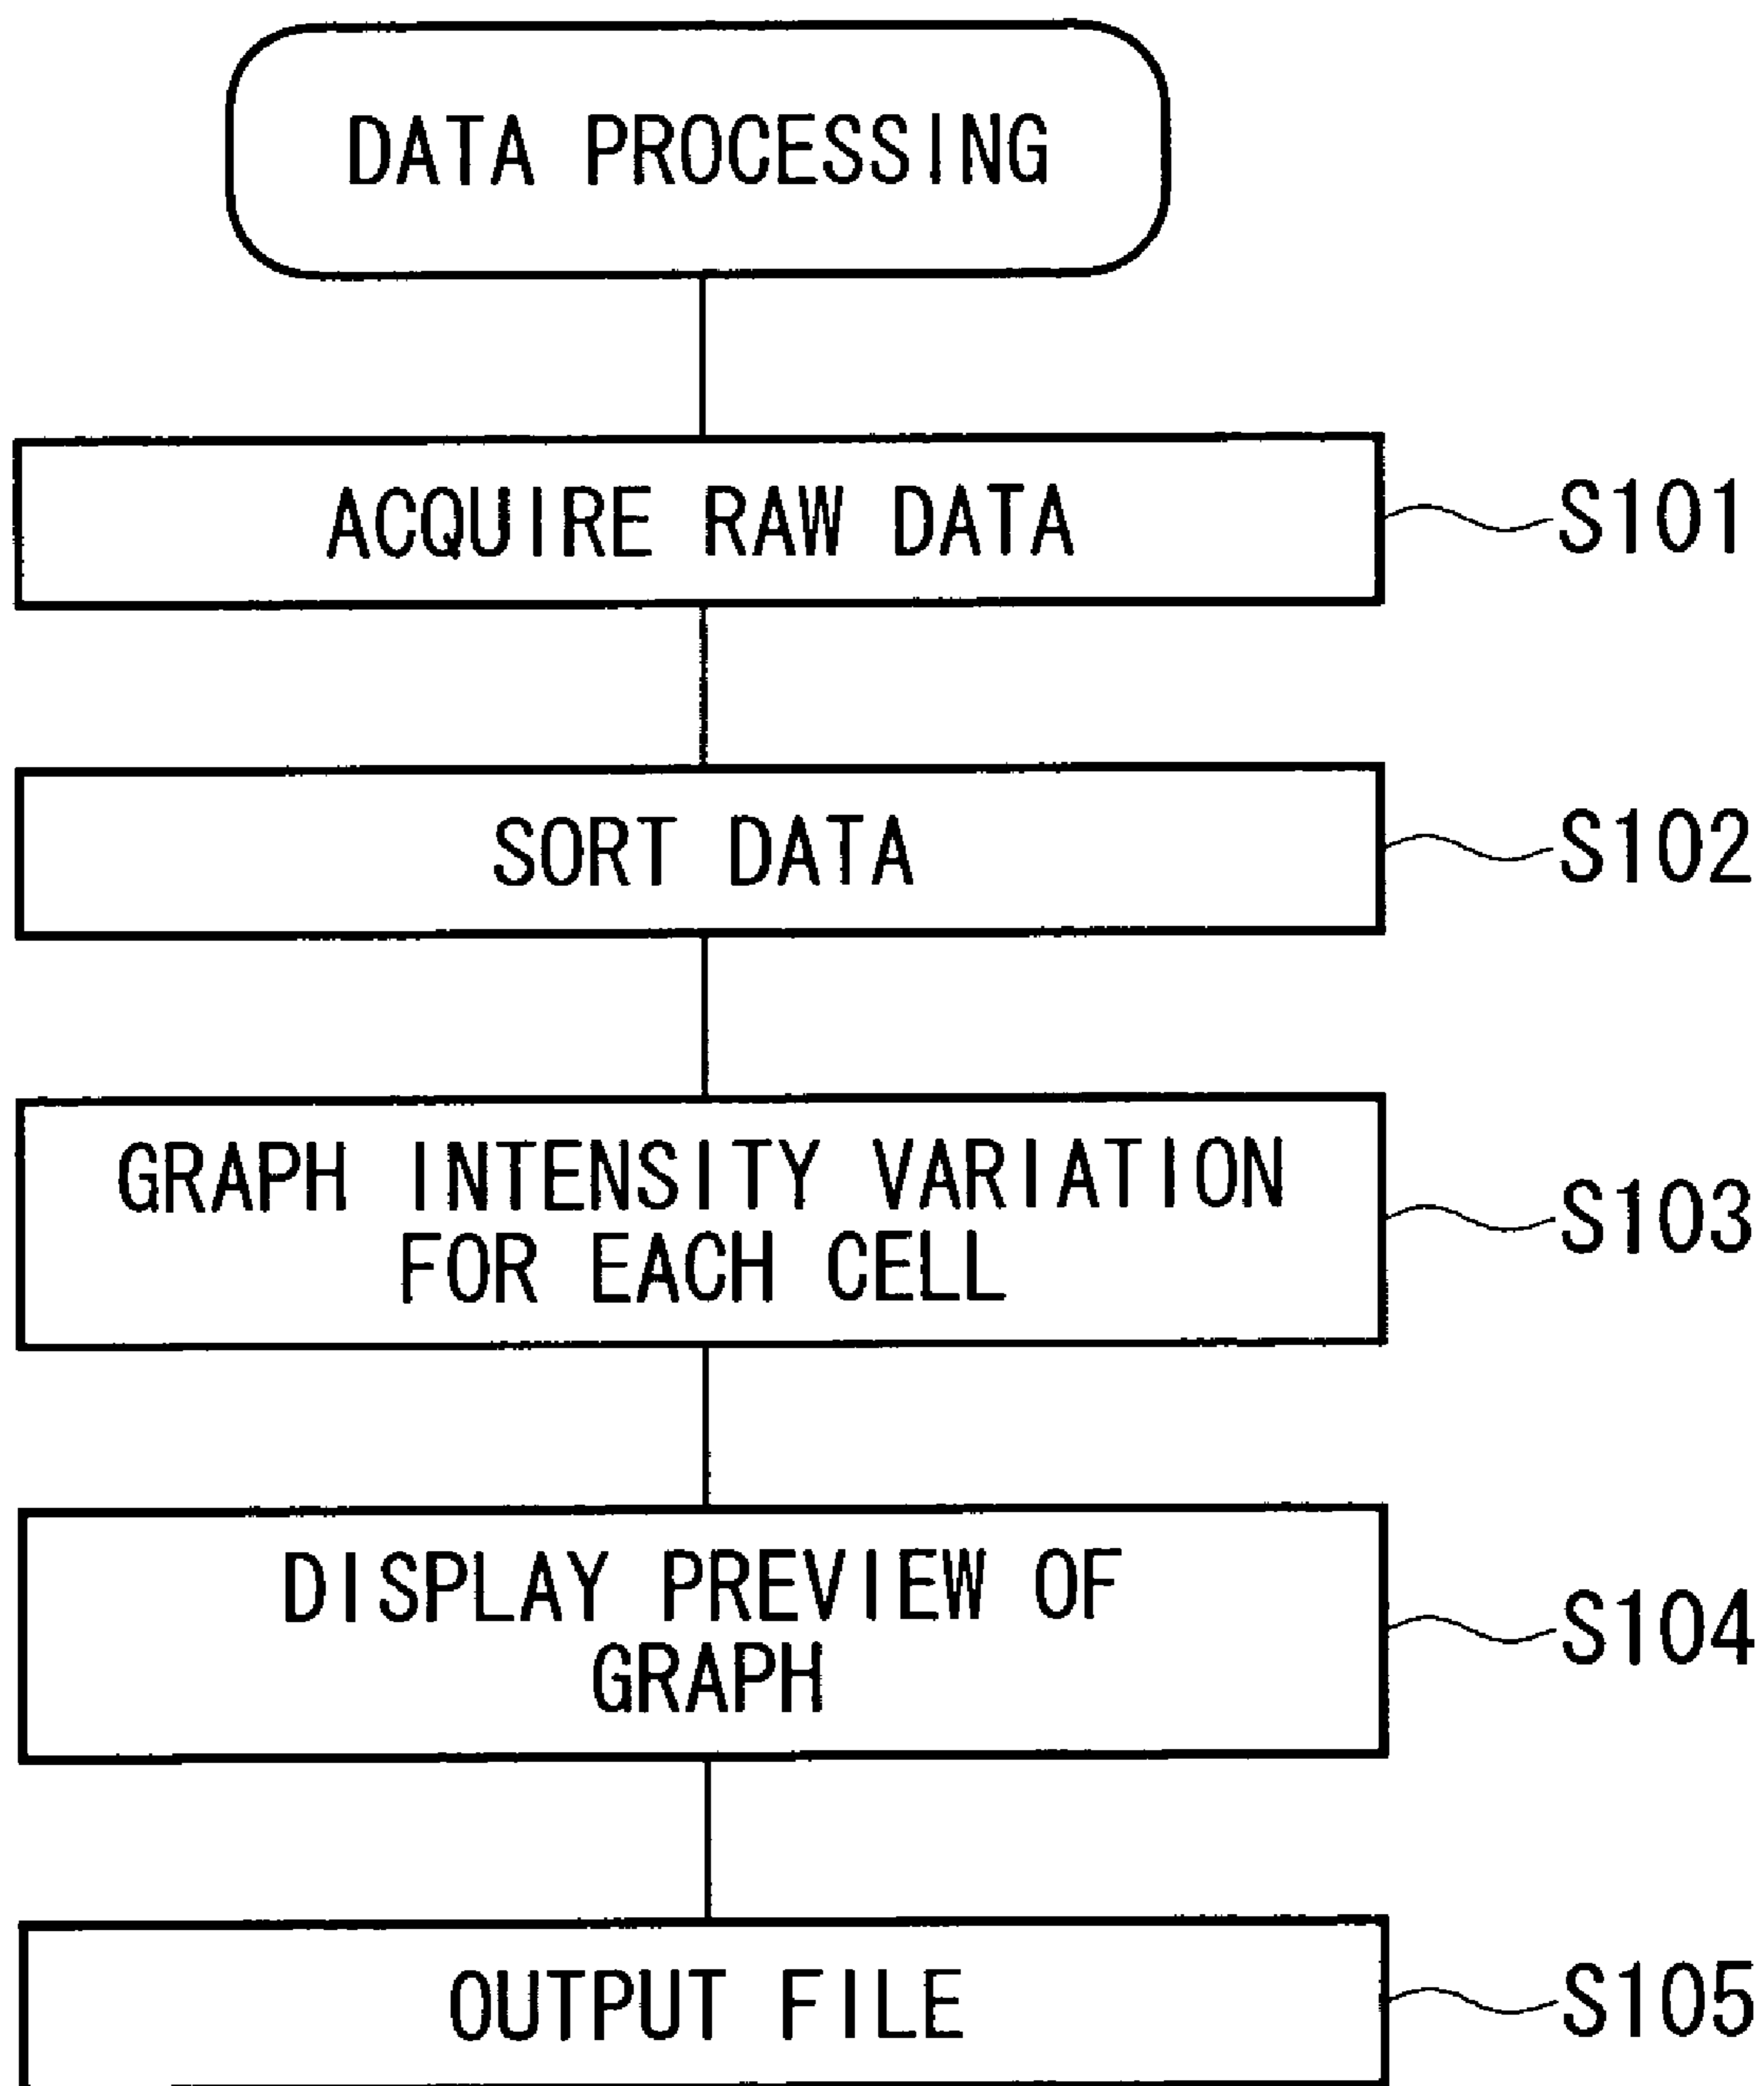 DATA PROCESSING
ACQUIRE RAW DATA
S101
SORT DATA
S102
GRAPH INTENSITY VARIATION
FOR EACH CELL
S103
DISPLAY PREVIEW OF
GRAPH
S104
OUTPUT FILE
S105